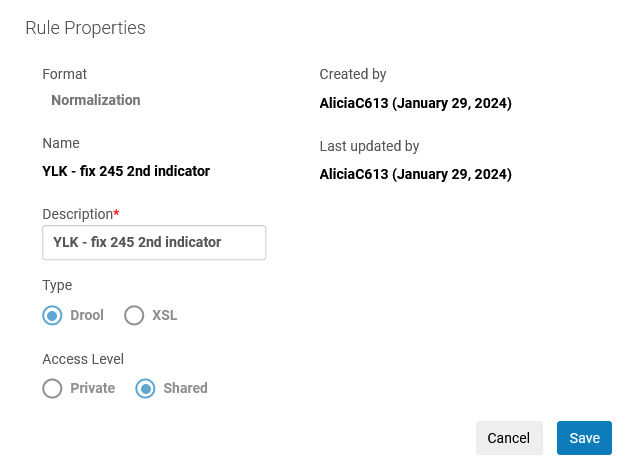 Rule Properties
Format
Normalization
Name
YLK - fix 245 2nd indicator
Description*
YLK - fix 245 2nd indicator
Type
Drool XSL
Access Level
Private Shared
Created by
AliciaC613 (January 29, 2024)
Last updated by
AliciaC613 (January 29, 2024)
Cancel Save